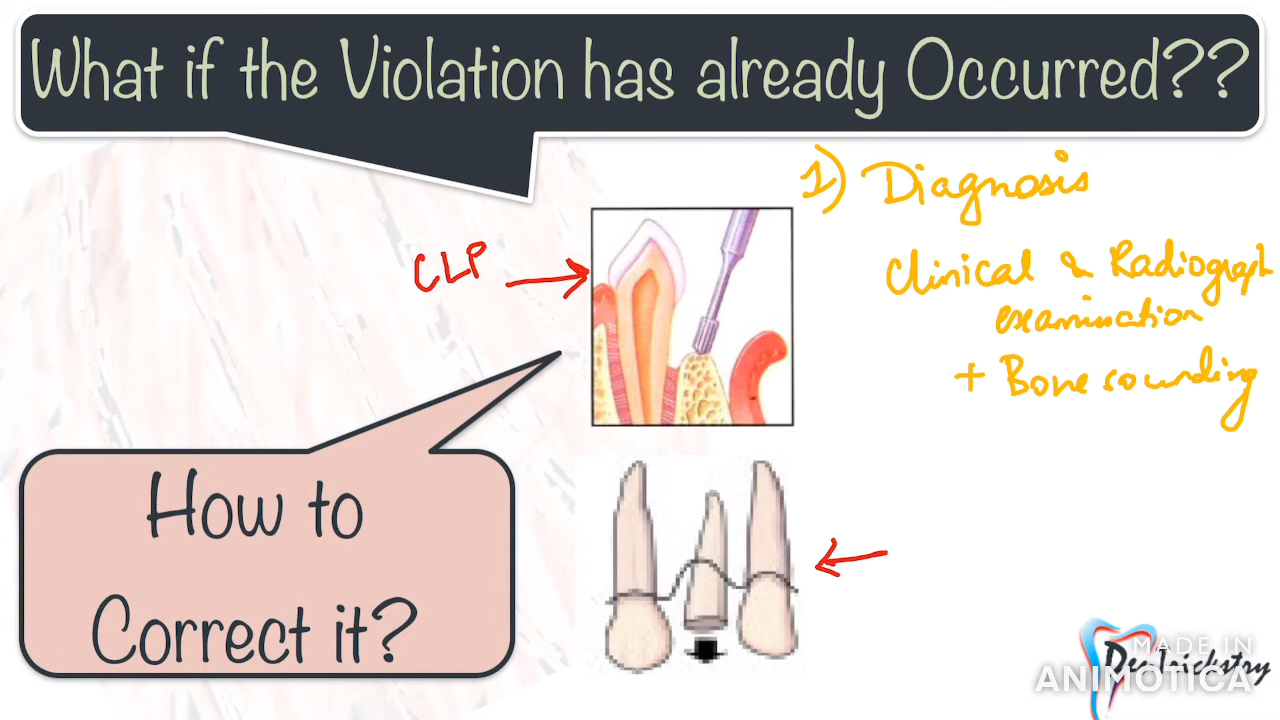 What if the Violation has already Occurred??
1) Diagnosis
Clinical & Radiograph
examination
+ Bone sounding
CLP
How to
Correct it?
MADE IN
ANIMOTICA
Dentrickstry